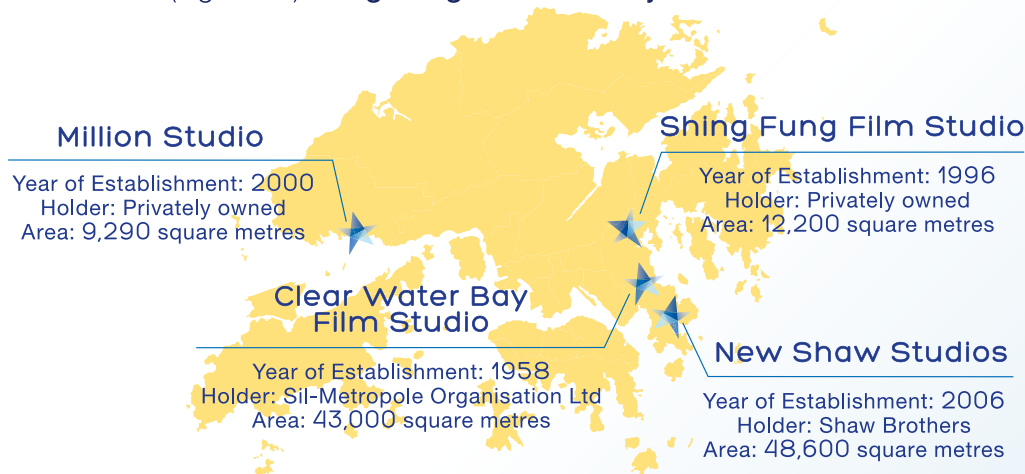 Million Studio
Year of Establishment: 2000
Holder: Privately owned
Area: 9,290 square metres
Shing Fung Film Studio
Year of Establishment: 1996
Holder: Privately owned
Area: 12,200 square metres
Clear Water Bay
Film Studio
Year of Establishment: 1958
Holder: Sil-Metropole Organisation Ltd
Area: 43,000 square metres
New Shaw Studios
Year of Establishment: 2006
Holder: Shaw Brothers
Area: 48,600 square metres